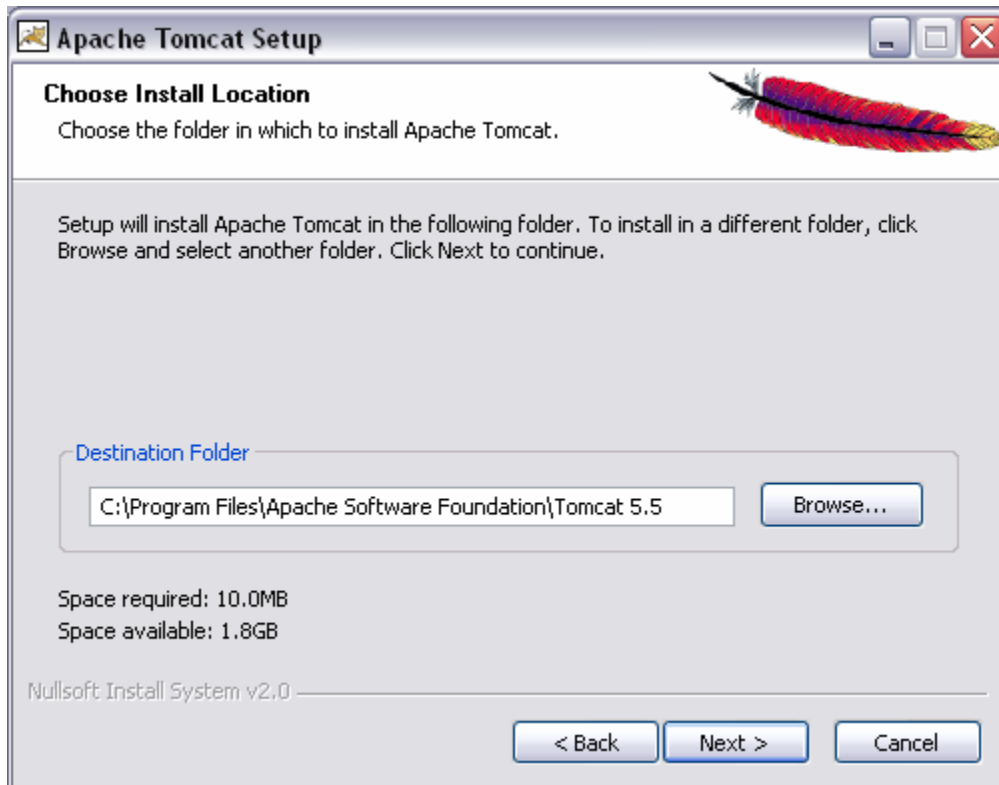 Apache Tomcat Setup
Choose Install Location
Choose the folder in which to install Apache Tomcat.
Setup will install Apache Tomcat in the following folder. To install in a different folder, click
Browse and select another folder. Click Next to continue.
Destination Folder
C:\Program Files\Apache Software Foundation\Tomcat 5.5
Browse...
Space required: 10.0MB
Space available: 1.8GB
Nullsoft Install System v2.0
< Back
Next >
Cancel